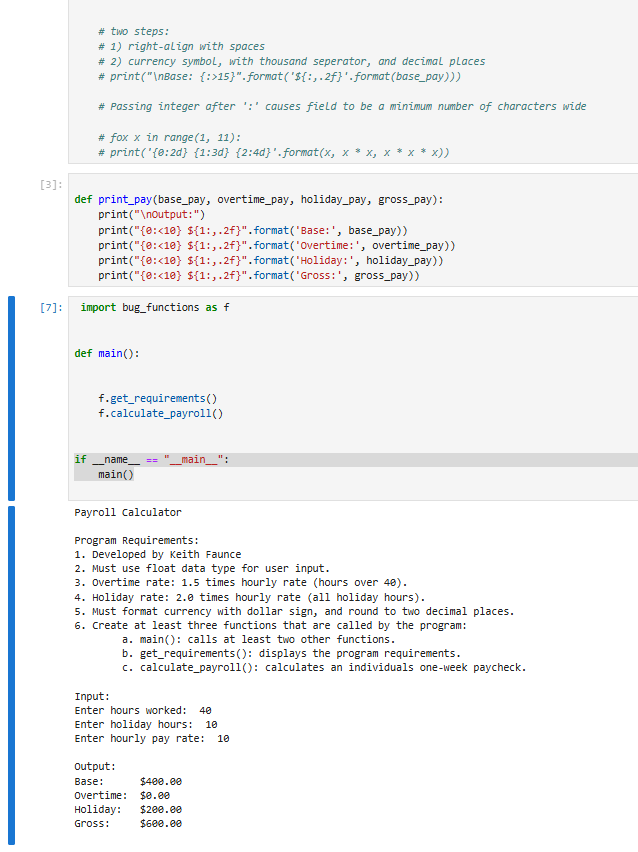 # two steps:
# 1) right-align with spaces
# 2) currency symbol, with thousand seperator, and decimal places
# print("\nBase: {:>15}".format('${:,.2f}'.format(base_pay)))
# Passing integer after ':' causes field to be a minimum number of characters wide
# fox x in range(1, 11):
# print('{0:2d} {1:3d} {2:4d}'.format(x, x * x, x * x * x))
[3]:
def print_pay(base_pay, overtime_pay, holiday_pay, gross_pay):
print("\nOutput:")
print("{0:<10} ${1:,.2f}".format('Base:', base_pay))
print("{0:<10} ${1:,.2f}".format('Overtime:', overtime_pay))
print("{0:<10} ${1:,.2f}".format('Holiday:', holiday_pay))
print("{0:<10} ${1:,.2f}".format('Gross:', gross_pay))
[7]: import bug_functions as f
def main():
f.get_requirements()
f.calculate_payroll()
if __name__ == "__main__":
main()
Payroll Calculator
Program Requirements:
1. Developed by Keith Faunce
2. Must use float data type for user input.
3. Overtime rate: 1.5 times hourly rate (hours over 40).
4. Holiday rate: 2.0 times hourly rate (all holiday hours).
5. Must format currency with dollar sign, and round to two decimal places.
6. Create at least three functions that are called by the program:
a. main(): calls at least two other functions.
b. get_requirements(): displays the program requirements.
c. calculate_payroll(): calculates an individuals one-week paycheck.
Input:
Enter hours worked: 40
Enter holiday hours: 10
Enter hourly pay rate: 10
Output:
Base: $400.00
Overtime: $0.00
Holiday: $200.00
Gross: $600.00